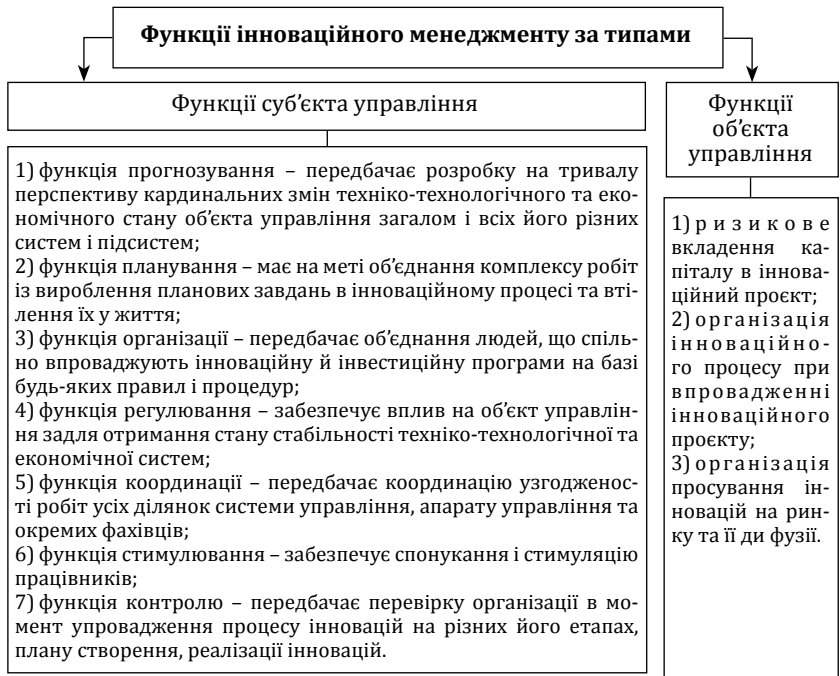 Функції інноваційного менеджменту за типами
Функції суб’єкта управління
1) функція прогнозування – передбачає розробку на тривалу
перспективу кардинальних змін техніко-технологічного та еко-
номічного стану об’єкта управління загалом і всіх його різних
систем і підсистем;
2) функція планування – має на меті об’єднання комплексу робіт
із вироблення планових завдань в інноваційному процесі та вті-
лення їх у життя;
3) функція організації – передбачає об’єднання людей, що спіль-
но впроваджують інноваційну й інвестиційну програми на базі
будь-яких правил і процедур;
4) функція регулювання – забезпечує вплив на об’єкт управлін-
ня задля отримання стану стабільності техніко-технологічної та
економічної систем;
5) функція координації – передбачає координацію узгодженос-
ті робіт усіх ділянок системи управління, апарату управління та
окремих фахівців;
6) функція стимулювання – забезпечує спонукання і стимуляцію
працівників;
7) функція контролю – передбачає перевірку організації в мо-
мент упровадження процесу інновацій на різних його етапах,
плану створення, реалізації інновацій.
Функції
об’єкта
управління
1) ризикове
вкладення ка-
піталу в іннова-
ційний проєкт;
2) організація
інноваційно-
го процесу при
впровадженні
інноваційного
проєкту;
3) організація
просування ін-
новацій на рин-
ку та її ди фузії.